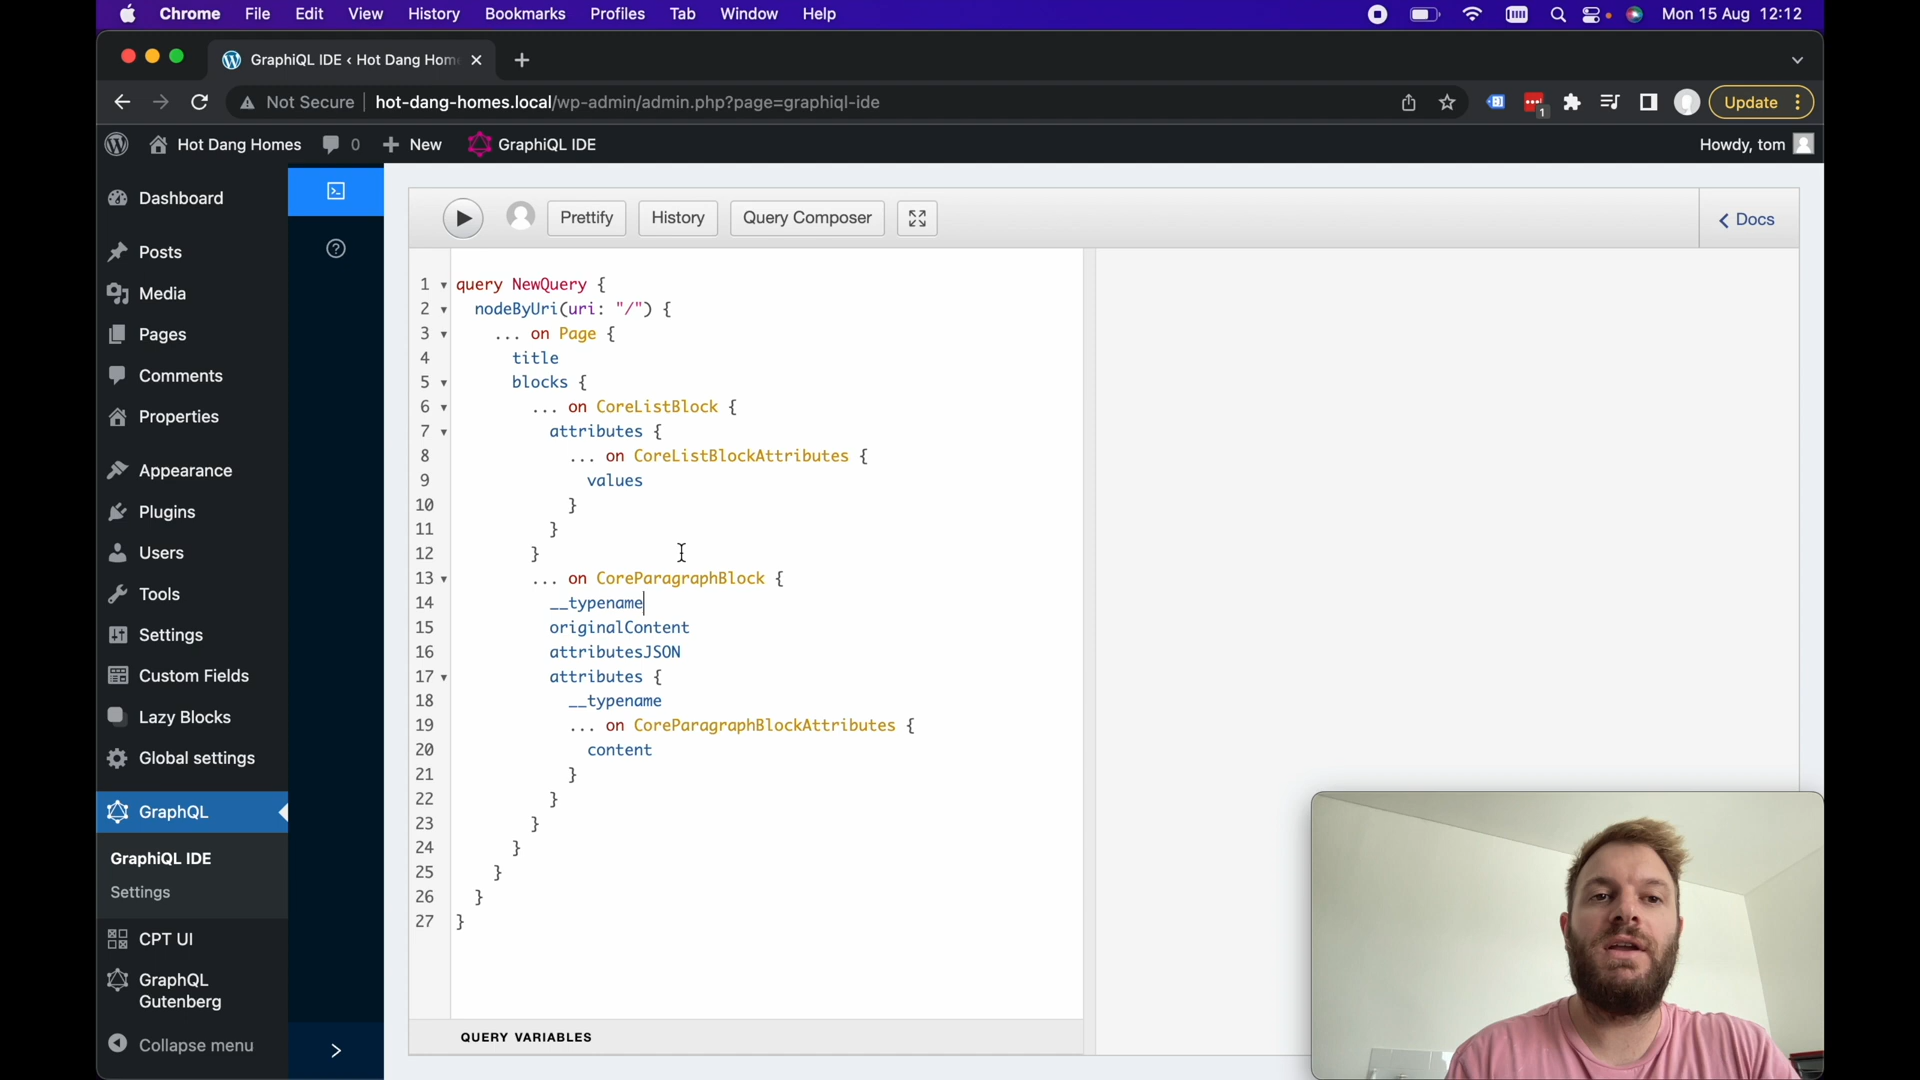 Chrome File Edit View History Bookmarks Profiles Tab Window Help Mon 15 Aug 12:12
GraphiQL IDE ‹ Hot Dang Home
Not Secure hot-dang-homes.local/wp-admin/admin.php?page=graphiql-ide 1 Update
Hot Dang Homes 0 + New GraphiQL IDE Howdy, tom
Dashboard
Posts
Media
Pages
Comments
Properties
Appearance
Plugins
Users
Tools
Settings
Custom Fields
Lazy Blocks
Global settings
GraphQL
GraphiQL IDE
Settings
CPT UI
GraphQL
Gutenberg
Collapse menu
Prettify History Query Composer < Docs
1 query NewQuery {
2 nodeByUri(uri: "/") {
3 ... on Page {
4 title
5 blocks {
6 ... on CoreListBlock {
7 attributes {
8 ... on CoreListBlockAttributes {
9 values
10 }
11 }
12 }
13 ... on CoreParagraphBlock {
14 __typename
15 originalContent
16 attributesJSON
17 attributes {
18 __typename
19 ... on CoreParagraphBlockAttributes {
20 content
21 }
22 }
23 }
24 }
25 }
26 }
27 }
QUERY VARIABLES